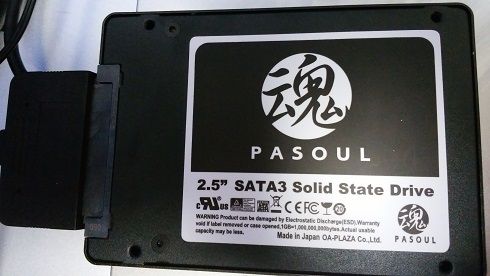 魂
PASOUL
2.5" SATA3 Solid State Drive
WARNING Product can be damaged by Electrostatic Discharge(ESD).Warranty
void if label removed or case opened,1GB=1,000,000,000bytes.Actual usable
capacity may be less.
Made in Japan OA-PLAZA Co.,Ltd.
魂
PASOUL